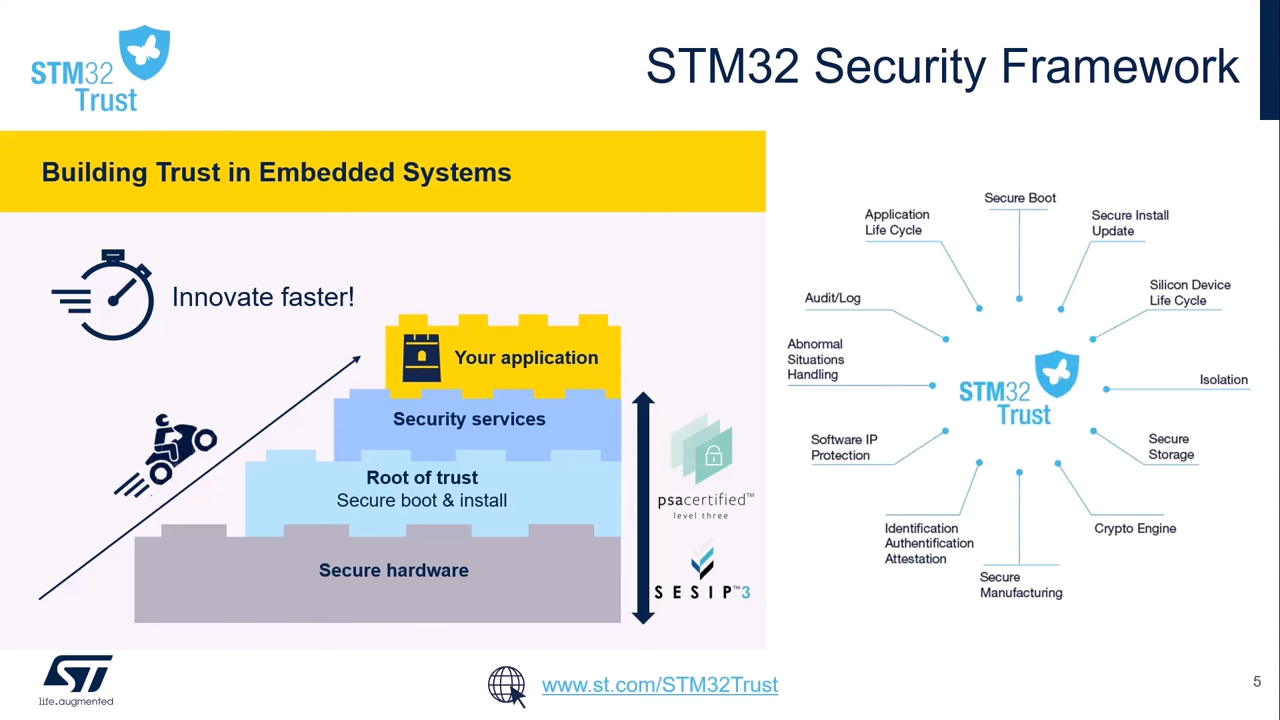 STM32
Trust
STM32 Security Framework
Building Trust in Embedded Systems
Innovate faster!
Your application
Security services
Root of trust
Secure boot & install
Secure hardware
psacertified™
level three
SESIP™3
Secure Boot
Application
Life Cycle
Secure Install
Update
Silicon Device
Life Cycle
Audit/Log
Abnormal
Situations
Handling
Isolation
STM32
Trust
Software IP
Protection
Secure
Storage
Identification
Authentification
Attestation
Crypto Engine
Secure
Manufacturing
ST
life.augmented
www.st.com/STM32Trust
5